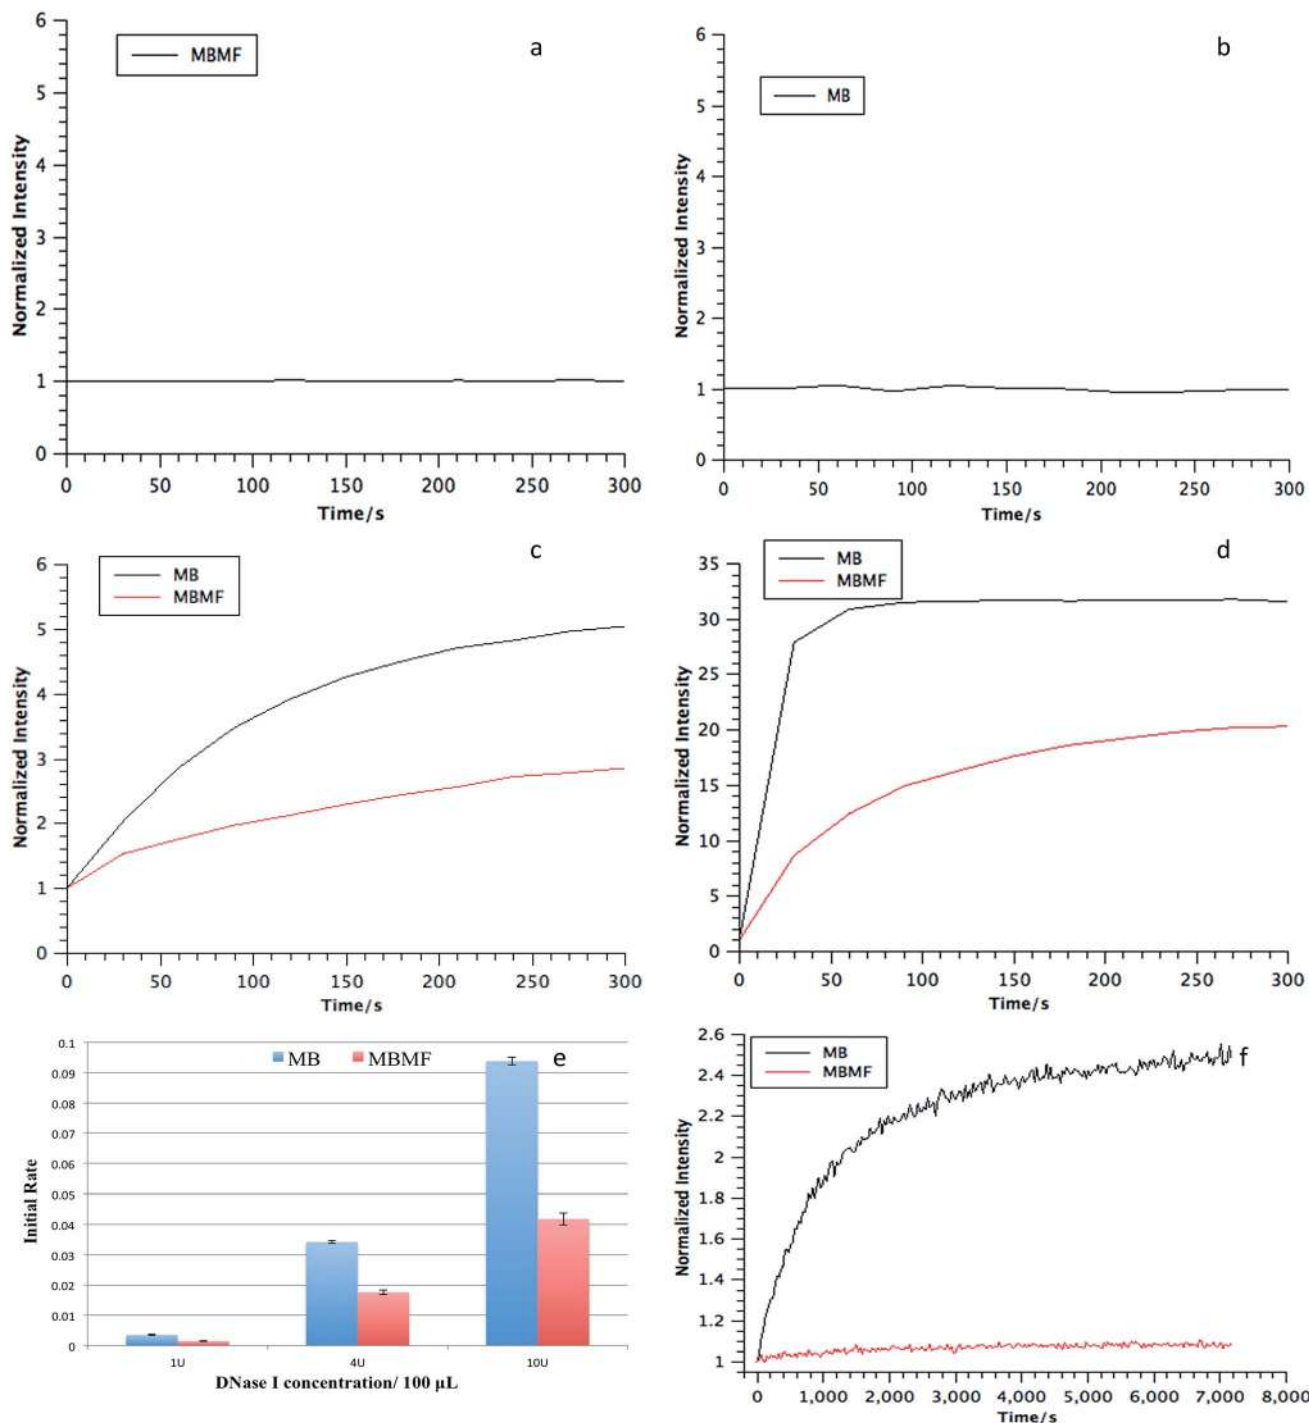 MBMF
a
Normalized Intensity
6
5
4
3
2
1
0
0 50 100 150 200 250 300
Time/s
MB
b
Normalized Intensity
6
5
4
3
2
1
0
0 50 100 150 200 250 300
Time/s
MB
MBMF
c
Normalized Intensity
6
5
4
3
2
1
0
0 50 100 150 200 250 300
Time/s
MB
MBMF
d
Normalized Intensity
35
30
25
20
15
10
5
0
0 50 100 150 200 250 300
Time/s
MB MBMF
e
Initial Rate
0.1
0.09
0.08
0.07
0.06
0.05
0.04
0.03
0.02
0.01
0
1U 4U 10U
DNase I concentration/ 100 μL
MB
MBMF
f
Normalized Intensity
2.6
2.4
2.2
2
1.8
1.6
1.4
1.2
1
0 1,000 2,000 3,000 4,000 5,000 6,000 7,000 8,000
Time/s